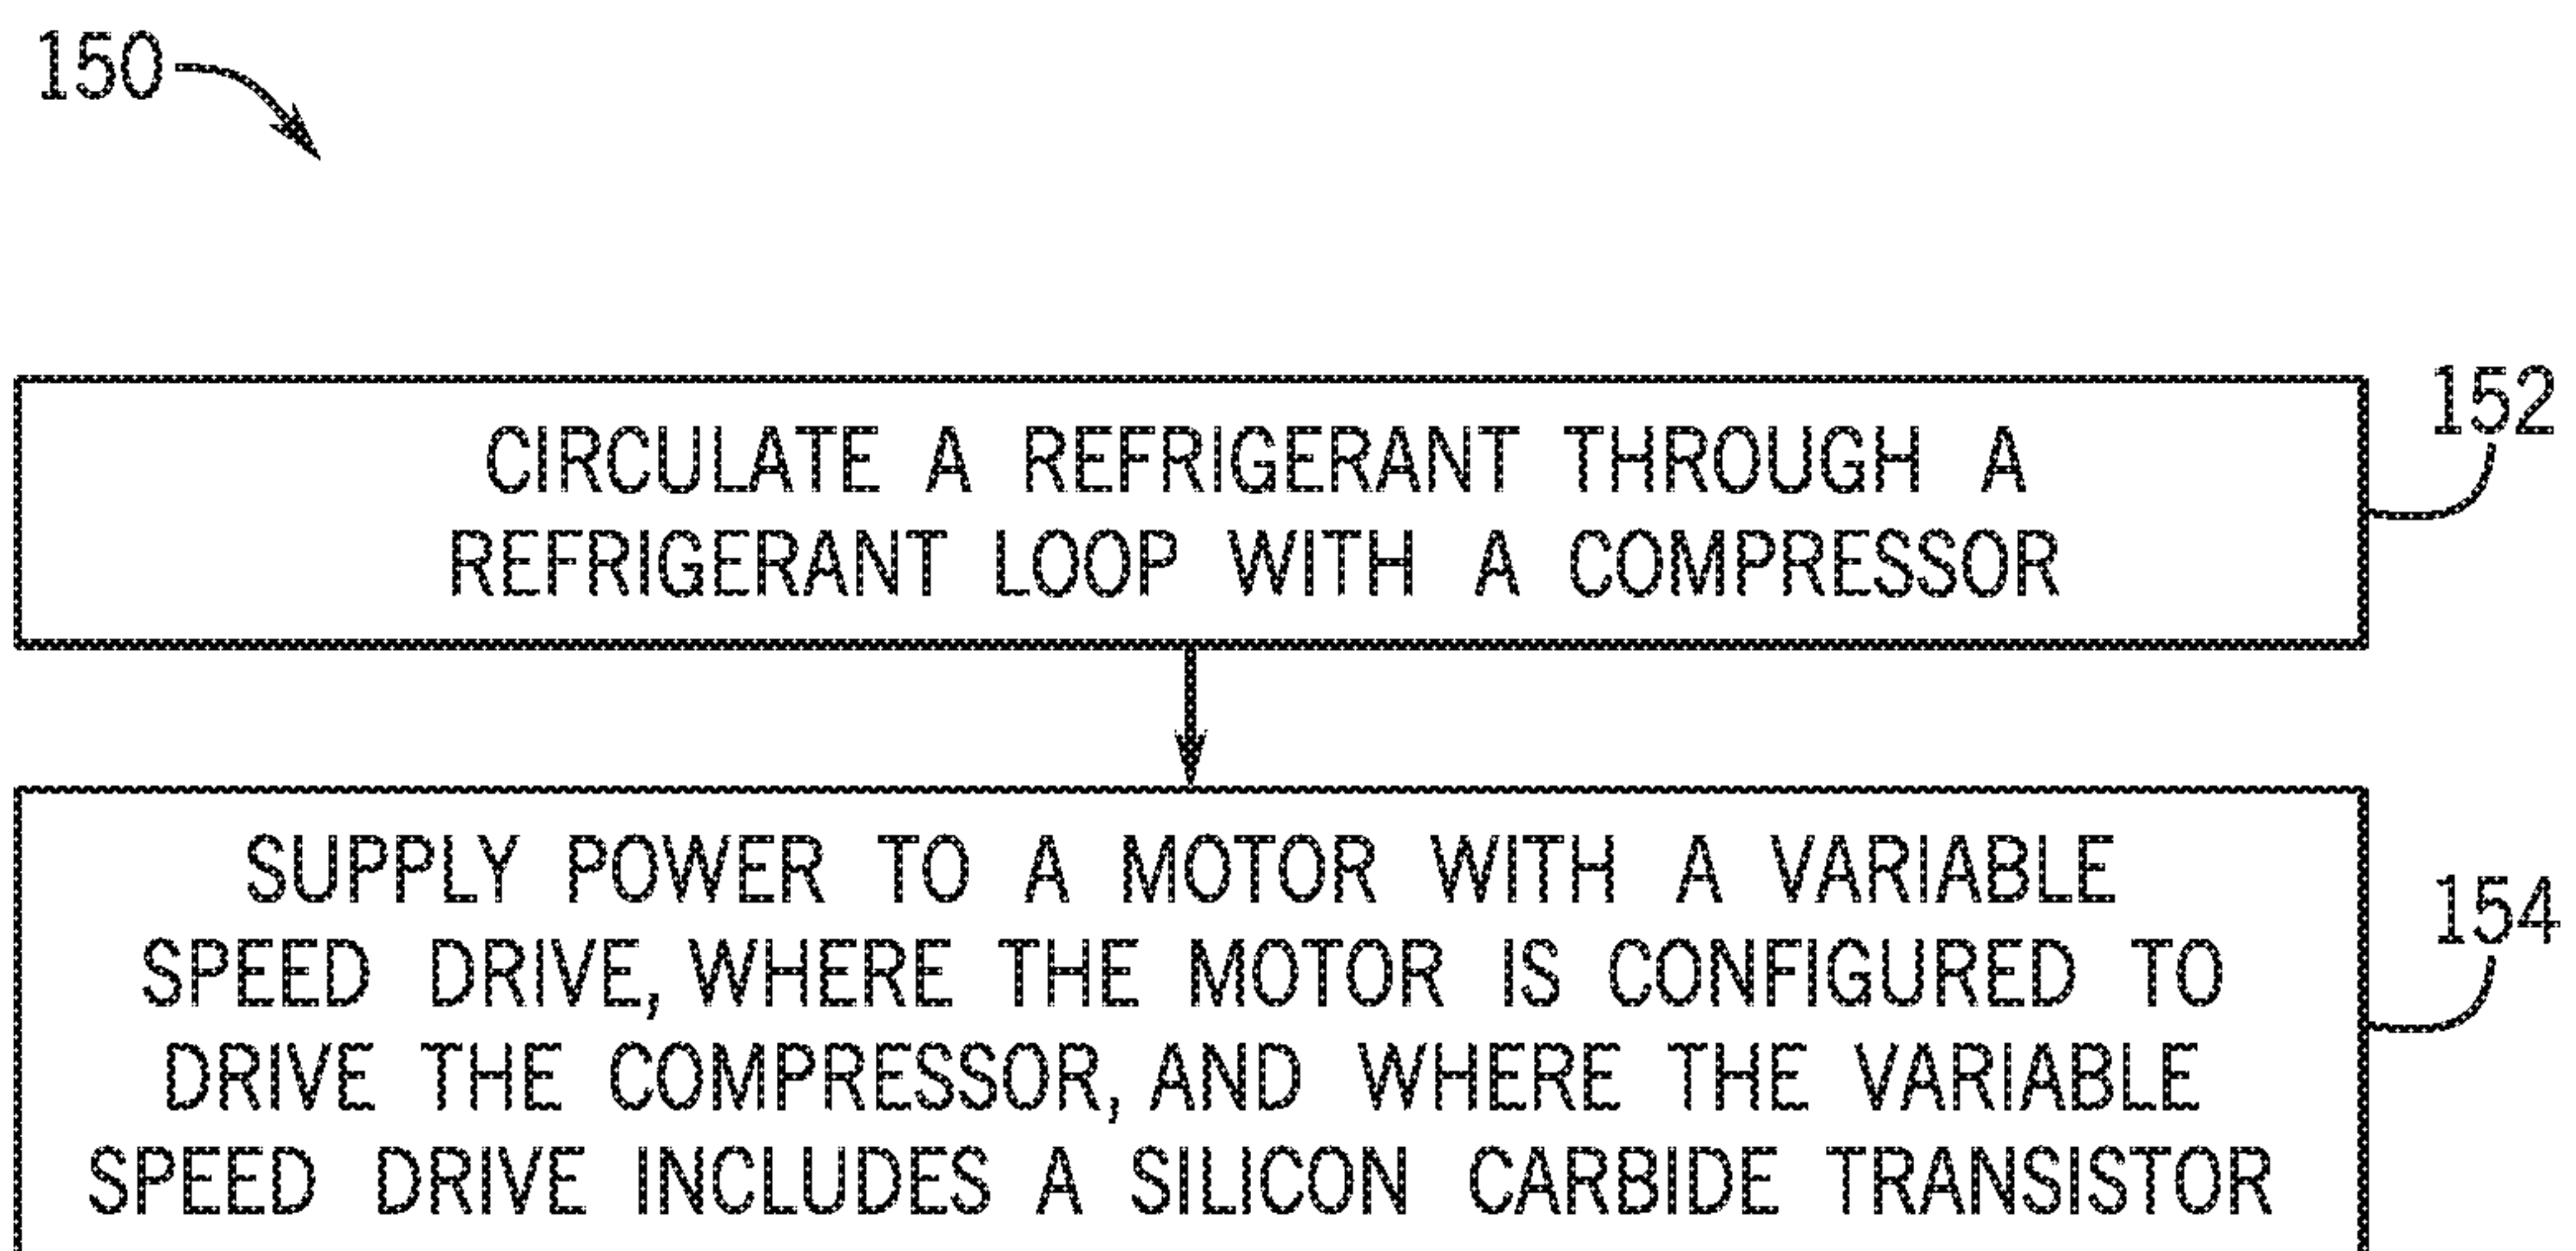 150
152
CIRCULATE A REFRIGERANT THROUGH A
REFRIGERANT LOOP WITH A COMPRESSOR
154
SUPPLY POWER TO A MOTOR WITH A VARIABLE
SPEED DRIVE, WHERE THE MOTOR IS CONFIGURED TO
DRIVE THE COMPRESSOR, AND WHERE THE VARIABLE
SPEED DRIVE INCLUDES A SILICON CARBIDE TRANSISTOR